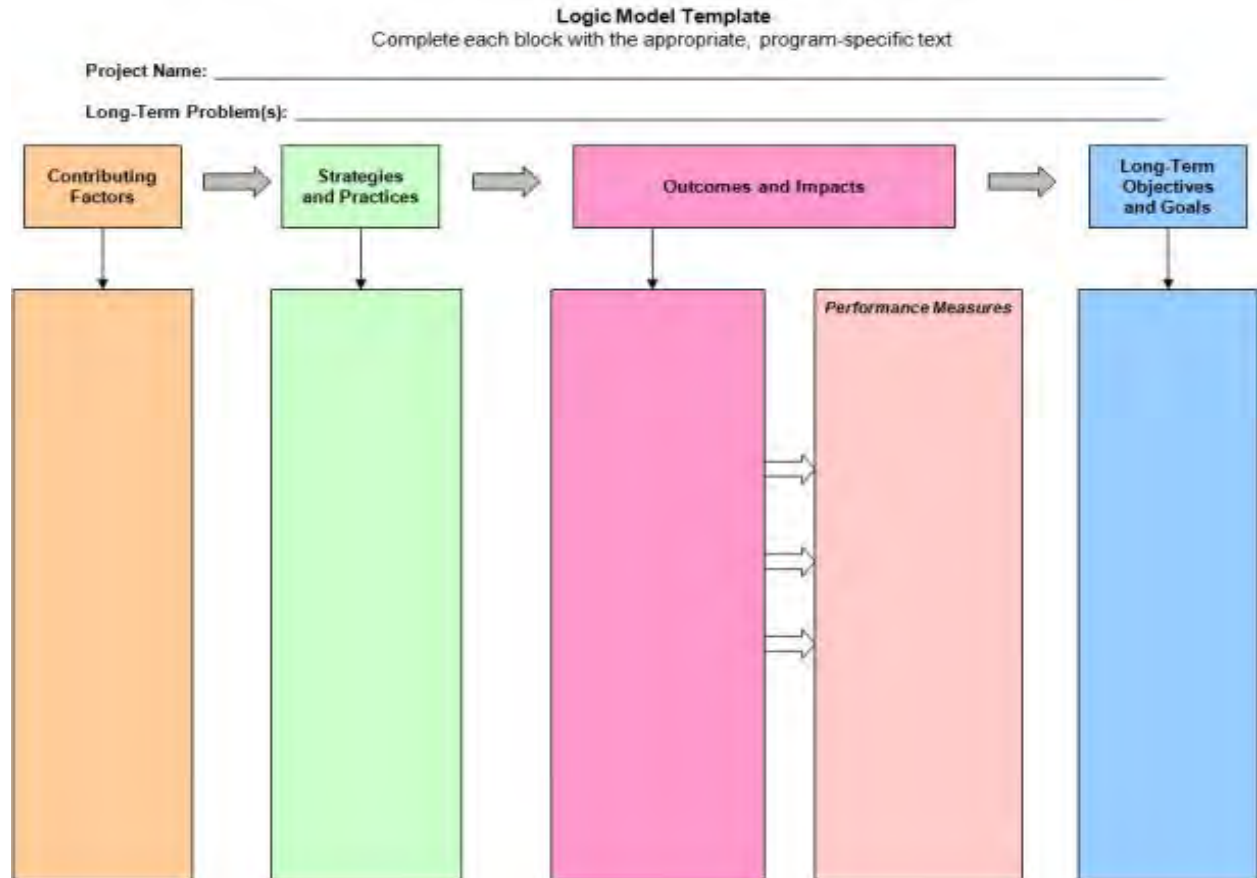 Logic Model Template
Complete each block with the appropriate, program-specific text
Project Name:
Long-Term Problem(s):
Contributing
Factors
Strategies
and Practices
Outcomes and Impacts
Long-Term
Objectives
and Goals
Performance Measures